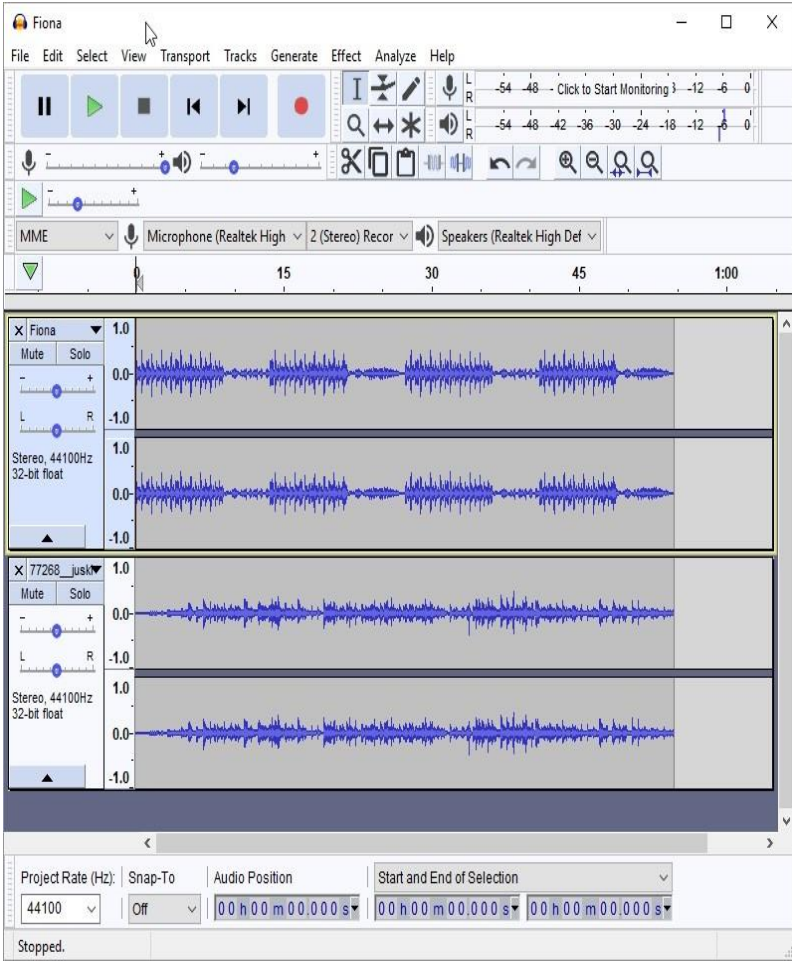 Fiona
File Edit Select View Transport Tracks Generate Effect Analyze Help
L
R
-54 -48 - Click to Start Monitoring -12 -6 0
L
R
-54 -48 -42 -36 -30 -24 -18 -12 -6 0
- +
- +
- +
MME Microphone (Realtek High 2 (Stereo) Recor Speakers (Realtek High Def
0 15 30 45 1:00
X Fiona
Mute Solo
- +
L R
Stereo, 44100Hz
32-bit float
1.0
0.0-
-1.0
1.0
0.0-
-1.0
X 77268__juski
Mute Solo
- +
L R
Stereo, 44100Hz
32-bit float
1.0
0.0-
-1.0
1.0
0.0-
-1.0
Project Rate (Hz): Snap-To Audio Position Start and End of Selection
44100 Off 00 h 00 m 00.000 s 00 h 00 m 00.000 s 00 h 00 m 00.000 s
Stopped.